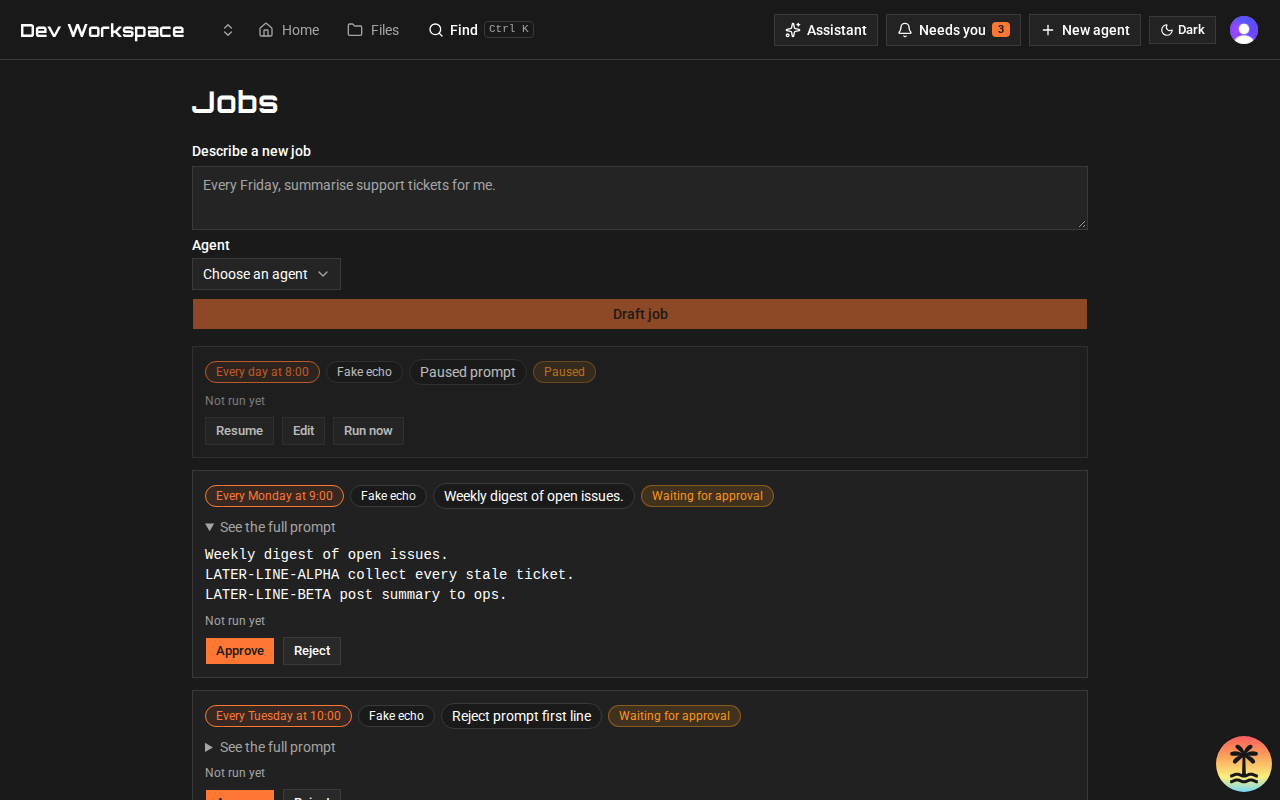 Dev Workspace
Home
Files
Find
Ctrl K
Assistant
Needs you 3
New agent
Dark
Jobs
Describe a new job
Every Friday, summarise support tickets for me.
Agent
Choose an agent
Draft job
Every day at 8:00
Fake echo
Paused prompt
Paused
Not run yet
Resume
Edit
Run now
Every Monday at 9:00
Fake echo
Weekly digest of open issues.
Waiting for approval
See the full prompt
Weekly digest of open issues.
LATER-LINE-ALPHA collect every stale ticket.
LATER-LINE-BETA post summary to ops.
Not run yet
Approve
Reject
Every Tuesday at 10:00
Fake echo
Reject prompt first line
Waiting for approval
See the full prompt
Not run yet